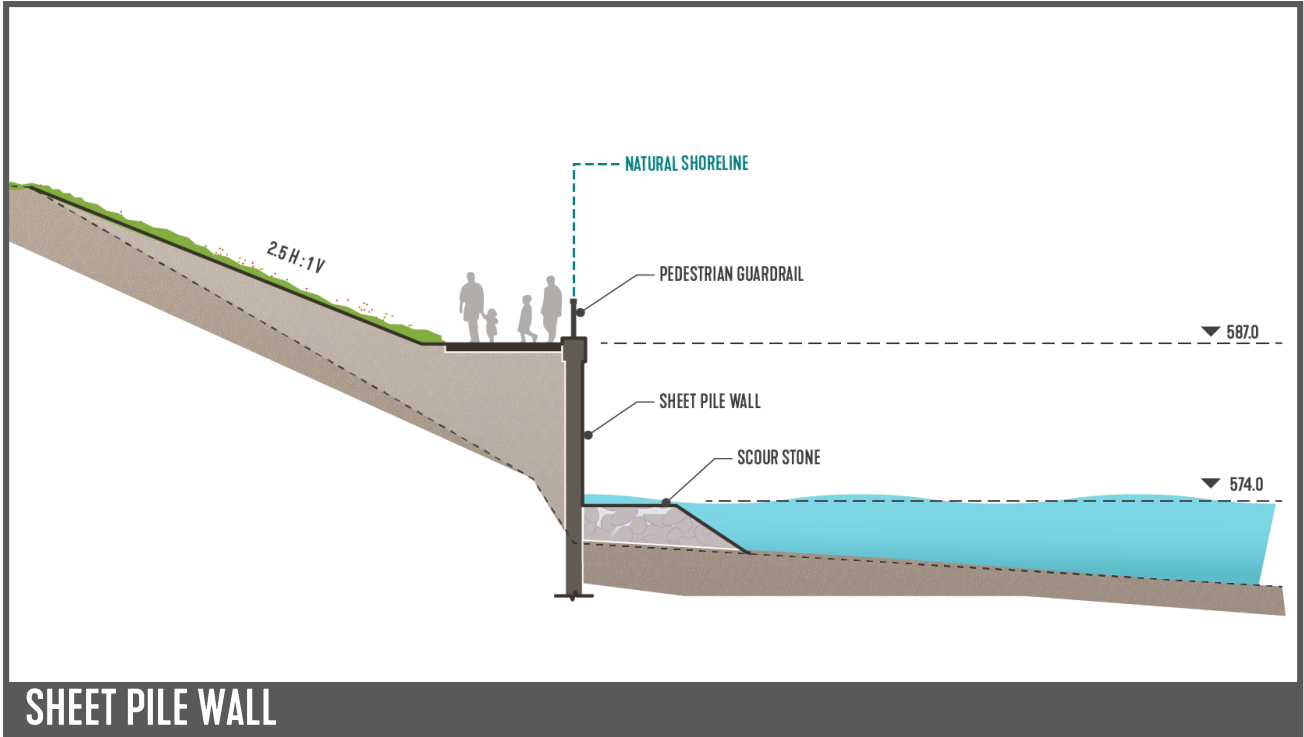 NATURAL SHORELINE
2.5 H : 1 V
PEDESTRIAN GUARDRAIL
587.0
SHEET PILE WALL
SCOUR STONE
574.0
SHEET PILE WALL